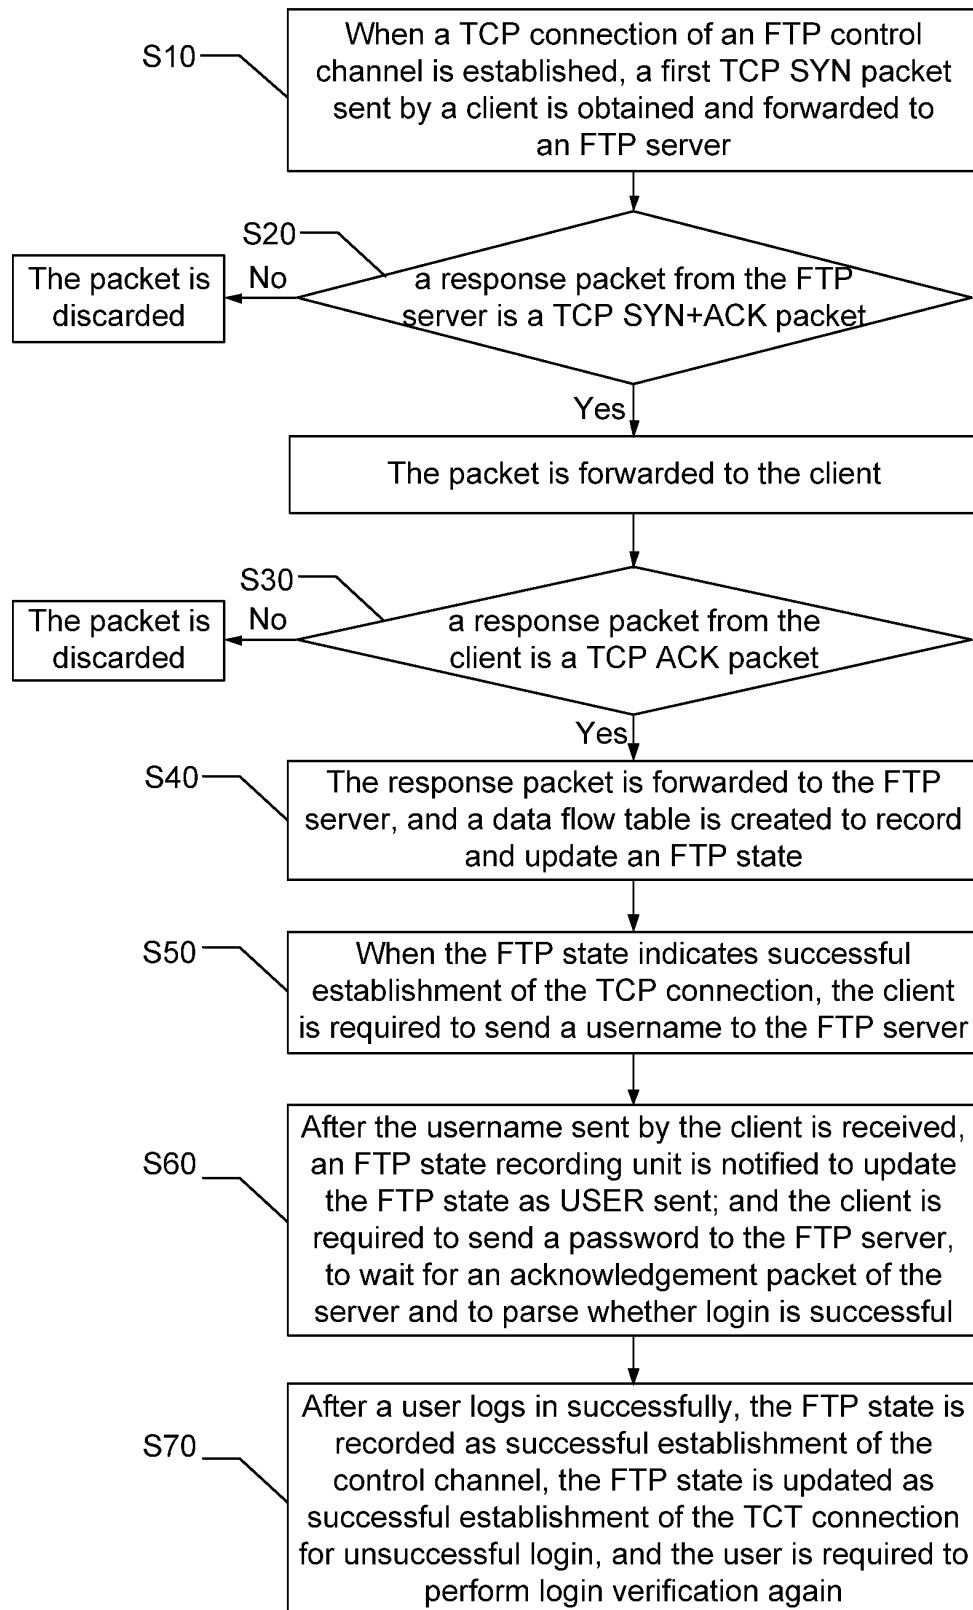 S10
When a TCP connection of an FTP control
channel is established, a first TCP SYN packet
sent by a client is obtained and forwarded to
an FTP server
S20
a response packet from the FTP
server is a TCP SYN+ACK packet
No
The packet is
discarded
Yes
The packet is forwarded to the client
S30
a response packet from the
client is a TCP ACK packet
No
The packet is
discarded
Yes
S40
The response packet is forwarded to the FTP
server, and a data flow table is created to record
and update an FTP state
S50
When the FTP state indicates successful
establishment of the TCP connection, the client
is required to send a username to the FTP server
S60
After the username sent by the client is received,
an FTP state recording unit is notified to update
the FTP state as USER sent; and the client is
required to send a password to the FTP server,
to wait for an acknowledgement packet of the
server and to parse whether login is successful
S70
After a user logs in successfully, the FTP state is
recorded as successful establishment of the
control channel, the FTP state is updated as
successful establishment of the TCT connection
for unsuccessful login, and the user is required to
perform login verification again